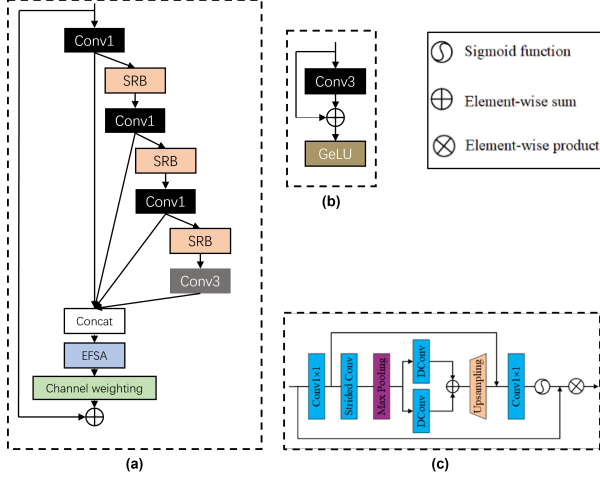 Conv1
SRB
Conv1
SRB
Conv1
SRB
Conv3
Concat
EFSA
Channel weighting
(a)
Conv3
GeLU
(b)
Sigmoid function
Element-wise sum
Element-wise product
Conv1×1
Strided Conv
Max Pooling
DConv
DConv
Upsampling
Conv1×1
(c)